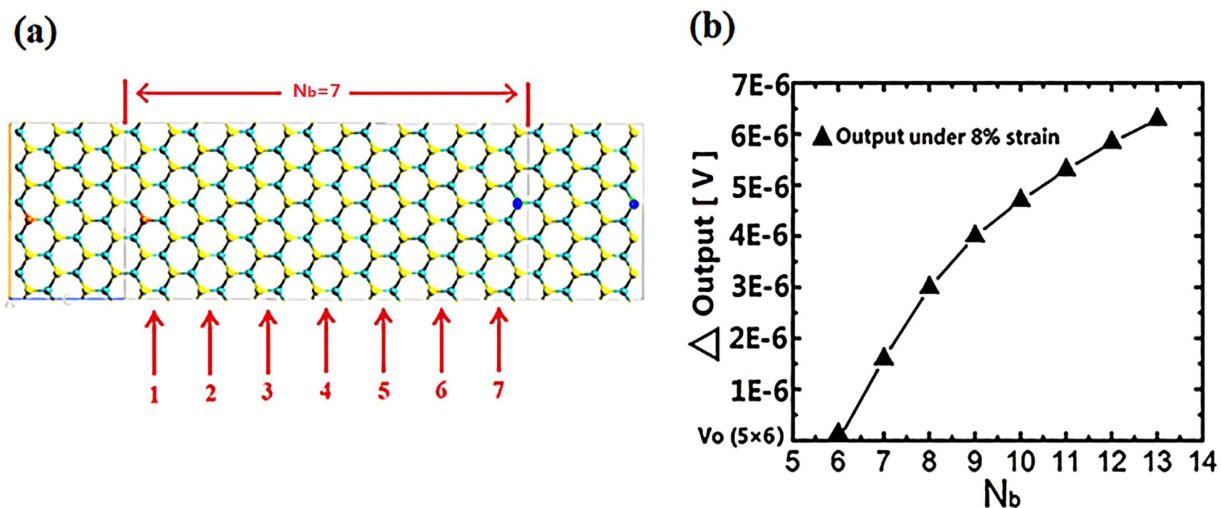 (a)
Nb=7
1 2 3 4 5 6 7
(b)
△ Output [V]
7E-6
6E-6
5E-6
4E-6
3E-6
2E-6
1E-6
Vo (5×6)
▲ Output under 8% strain
5 6 7 8 9 10 11 12 13 14
Nb